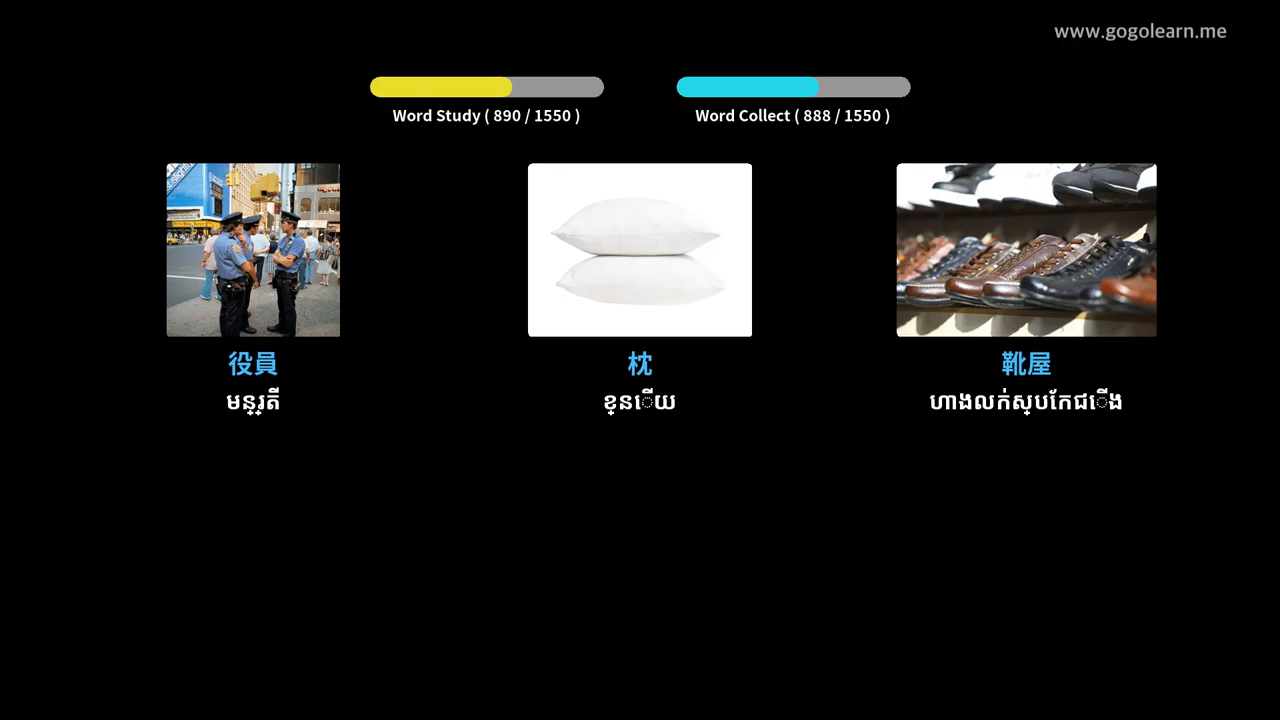 www.gogolearn.me
Word Study ( 890 / 1550 )
Word Collect ( 888 / 1550 )
役員
មន្ត្រី
枕
ខ្នើយ
靴屋
ហាងលក់ស្បែកជើង